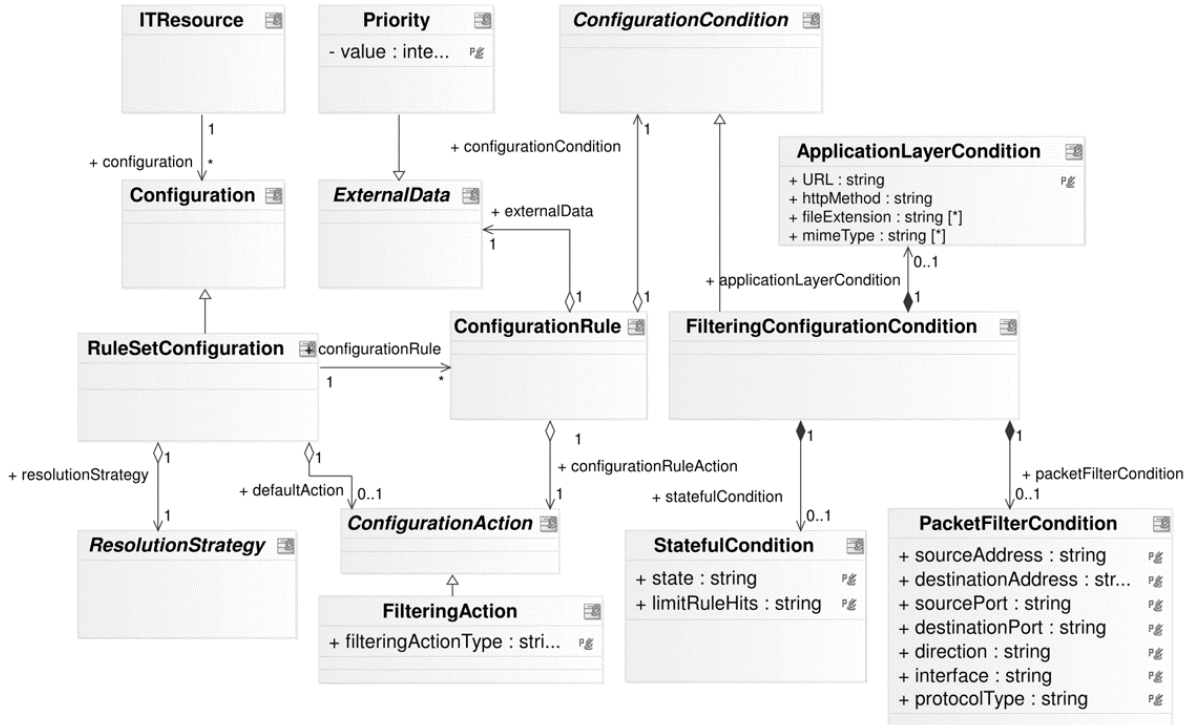 ITResource
Priority
- value : inte...
ConfigurationCondition
1
+ configuration
*
+ configurationCondition
1
ApplicationLayerCondition
+ URL : string
+ httpMethod : string
+ fileExtension : string [*]
+ mimeType : string [*]
Configuration
ExternalData
+ externalData
1
0..1
+ applicationLayerCondition
1
1
1
RuleSetConfiguration
+ configurationRule
1
*
ConfigurationRule
FilteringConfigurationCondition
1
+ resolutionStrategy
1
1
+ defaultAction
0..1
1
+ configurationRuleAction
1
1
+ statefulCondition
0..1
1
+ packetFilterCondition
0..1
ResolutionStrategy
ConfigurationAction
FilteringAction
+ filteringActionType : stri...
StatefulCondition
+ state : string
+ limitRuleHits : string
PacketFilterCondition
+ sourceAddress : string
+ destinationAddress : str...
+ sourcePort : string
+ destinationPort : string
+ direction : string
+ interface : string
+ protocolType : string